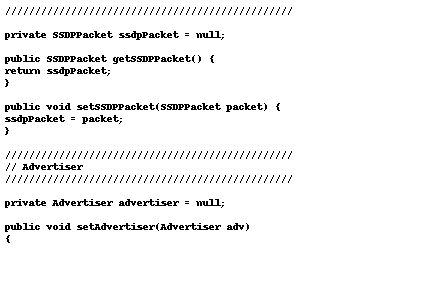 ////////////////////////////////////////////////
private SSDPPacket ssdpPacket = null;
public SSDPPacket getSSDPPacket() {
return ssdpPacket;
}
public void setSSDPPacket(SSDPPacket packet) {
ssdpPacket = packet;
}
////////////////////////////////////////////////
// Advertiser
////////////////////////////////////////////////
private Advertiser advertiser = null;
public void setAdvertiser(Advertiser adv)
{